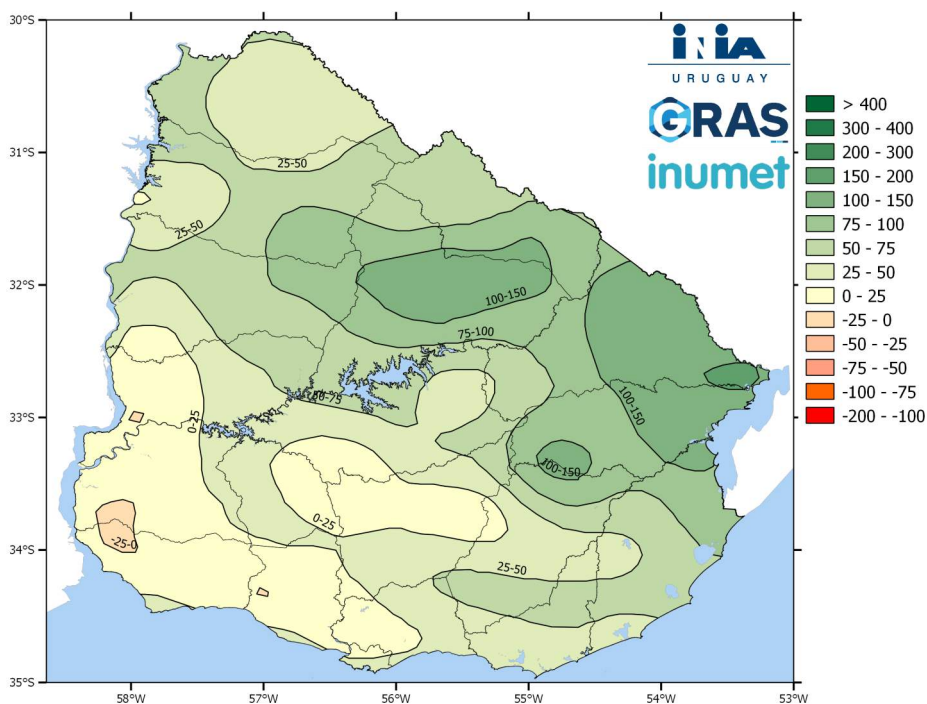 30°S
iNiA
URUGUAY
GRAS
inumet
> 400
300 - 400
200 - 300
150 - 200
100 - 150
75 - 100
50 - 75
25 - 50
0 - 25
-25 - 0
-50 - -25
-75 - -50
-100 - -75
-200 - -100
31°S
25-50
25-50
32°S
100-150
75-100
33°S
0-25
50-75
100-150
100-150
0-25
34°S
-25-0
25-50
35°S
58°W
57°W
56°W
55°W
54°W
53°W